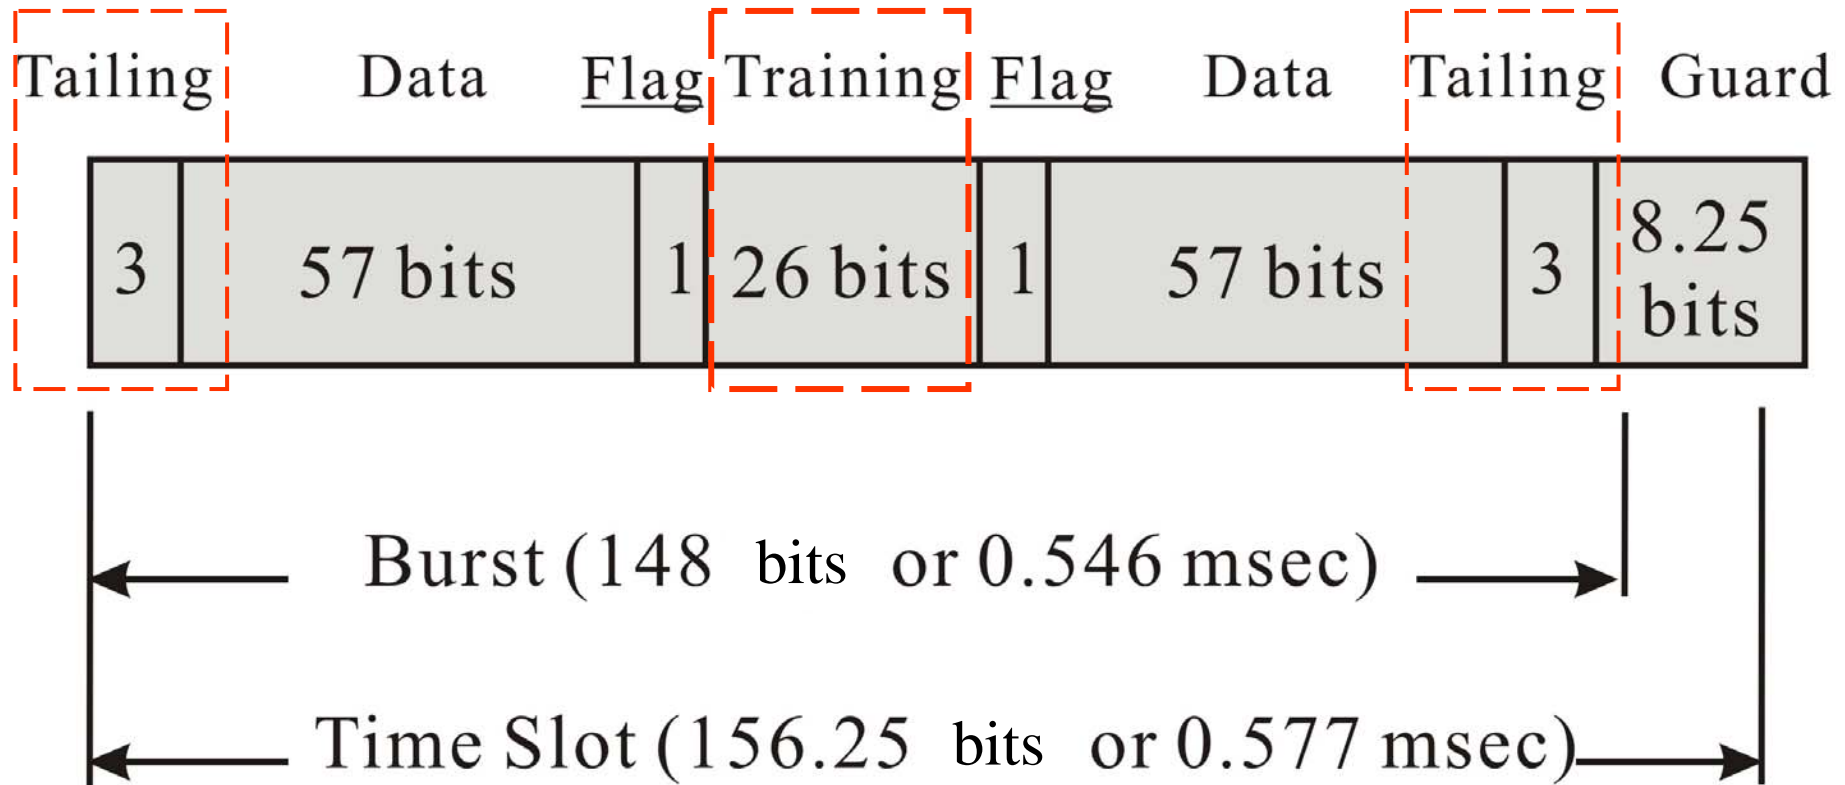 Tailing Data Flag Training Flag Data Tailing Guard
3 57 bits 1 26 bits 1 57 bits 3 8.25 bits
Burst (148 bits or 0.546 msec)
Time Slot (156.25 bits or 0.577 msec)